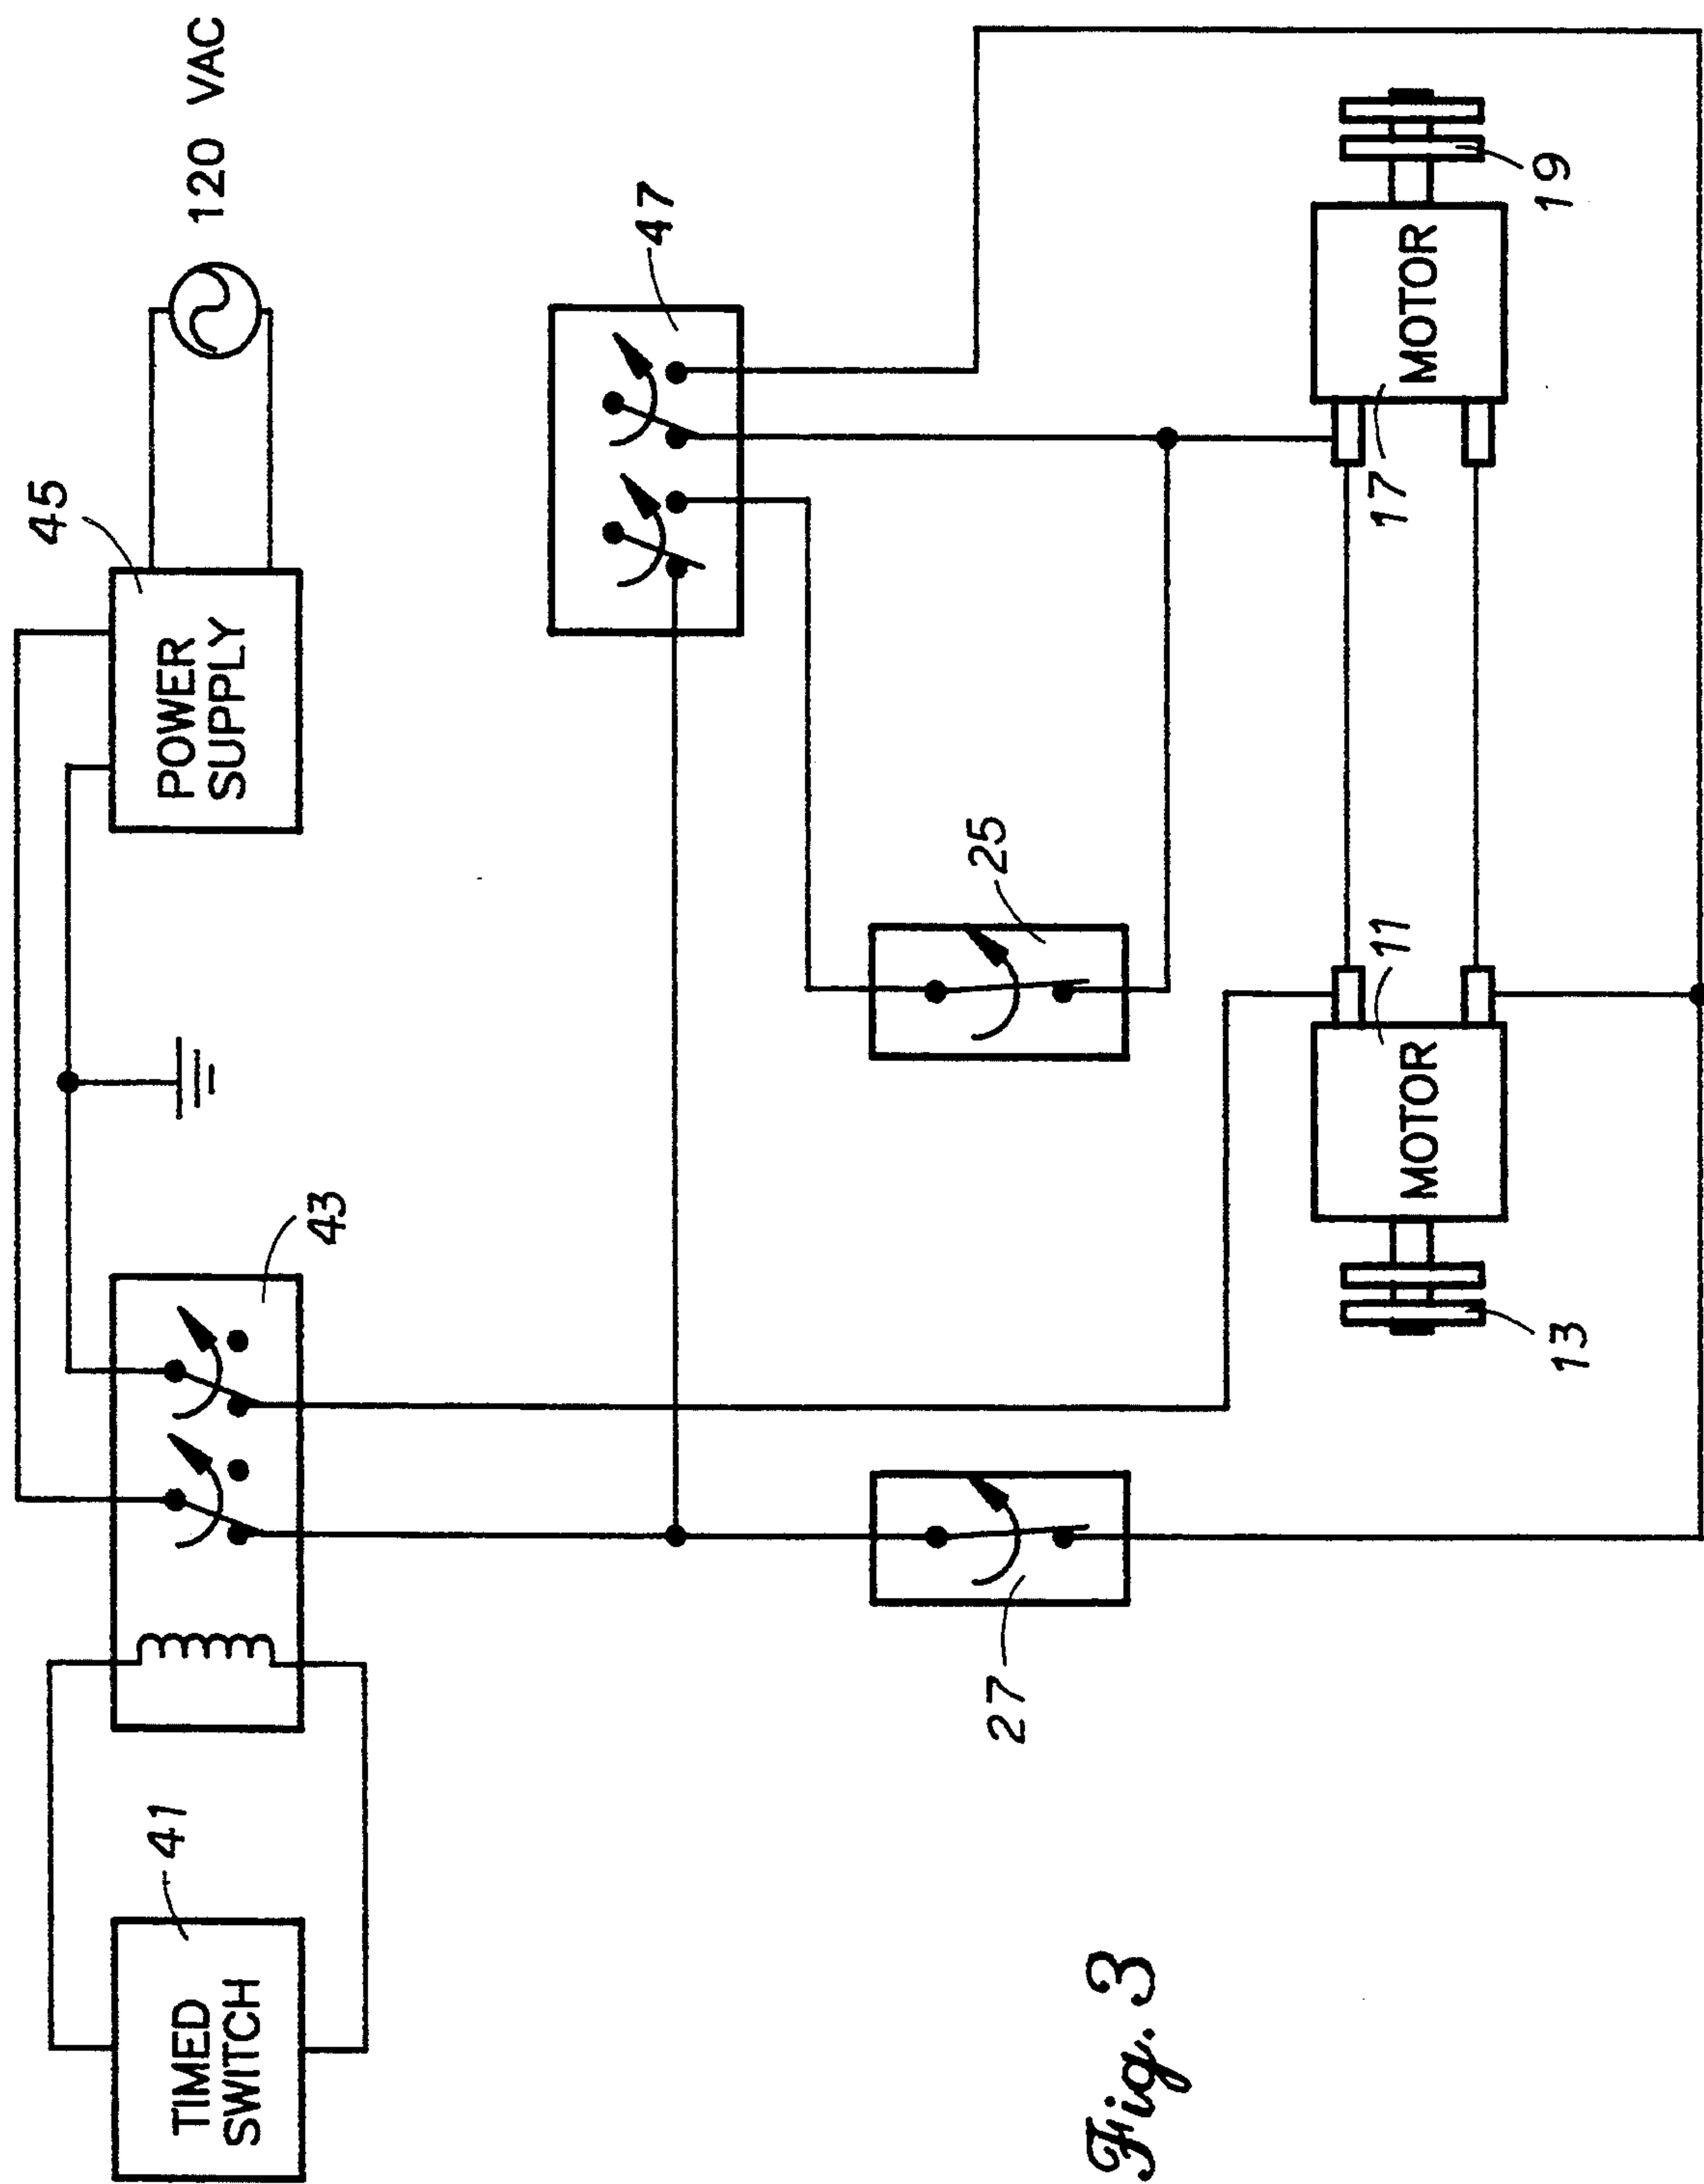 120 VAC
45
POWER
SUPPLY
47
43
41
TIMED
SWITCH
25
27
19
MOTOR
17
11
MOTOR
13
Fig. 3